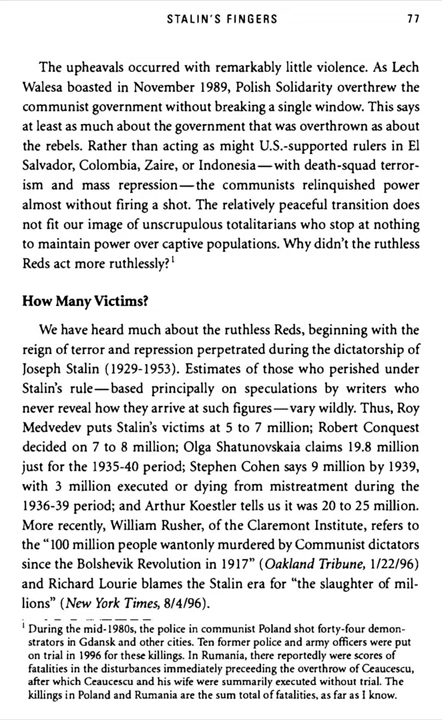 STALIN'S FINGERS 77
The upheavals occurred with remarkably little violence. As Lech
Walesa boasted in November 1989, Polish Solidarity overthrew the
communist government without breaking a single window. This says
at least as much about the government that was overthrown as about
the rebels. Rather than acting as might U.S.-supported rulers in El
Salvador, Colombia, Zaire, or Indonesia—with death-squad terror-
ism and mass repression—the communists relinquished power
almost without firing a shot. The relatively peaceful transition does
not fit our image of unscrupulous totalitarians who stop at nothing
to maintain power over captive populations. Why didn't the ruthless
Reds act more ruthlessly?¹
How Many Victims?
We have heard much about the ruthless Reds, beginning with the
reign of terror and repression perpetrated during the dictatorship of
Joseph Stalin (1929-1953). Estimates of those who perished under
Stalin's rule—based principally on speculations by writers who
never reveal how they arrive at such figures—vary wildly. Thus, Roy
Medvedev puts Stalin's victims at 5 to 7 million; Robert Conquest
decided on 7 to 8 million; Olga Shatunovskaia claims 19.8 million
just for the 1935-40 period; Stephen Cohen says 9 million by 1939,
with 3 million executed or dying from mistreatment during the
1936-39 period; and Arthur Koestler tells us it was 20 to 25 million.
More recently, William Rusher, of the Claremont Institute, refers to
the "100 million people wantonly murdered by Communist dictators
since the Bolshevik Revolution in 1917" (Oakland Tribune, 1/22/96)
and Richard Lourie blames the Stalin era for "the slaughter of mil-
lions" (New York Times, 8/4/96).
¹ During the mid-1980s, the police in communist Poland shot forty-four demon-
strators in Gdansk and other cities. Ten former police and army officers were put
on trial in 1996 for these killings. In Rumania, there reportedly were scores of
fatalities in the disturbances immediately preceeding the overthrow of Ceaucescu,
after which Ceaucescu and his wife were summarily executed without trial. The
killings in Poland and Rumania are the sum total of fatalities, as far as I know.